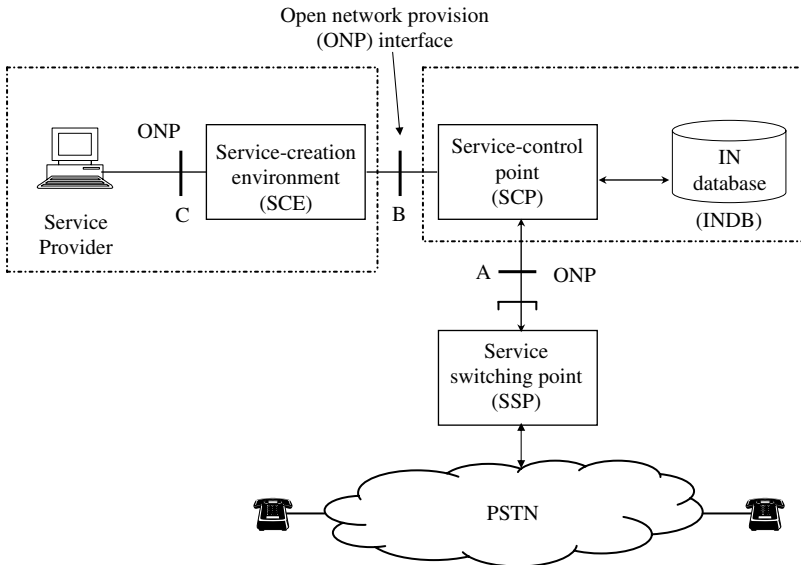 Open network provision
(ONP) interface
ONP
Service-creation
environment
(SCE)
Service-control
point
(SCP)
IN
database
(INDB)
C
B
Service
Provider
A
ONP
Service
switching point
(SSP)
PSTN